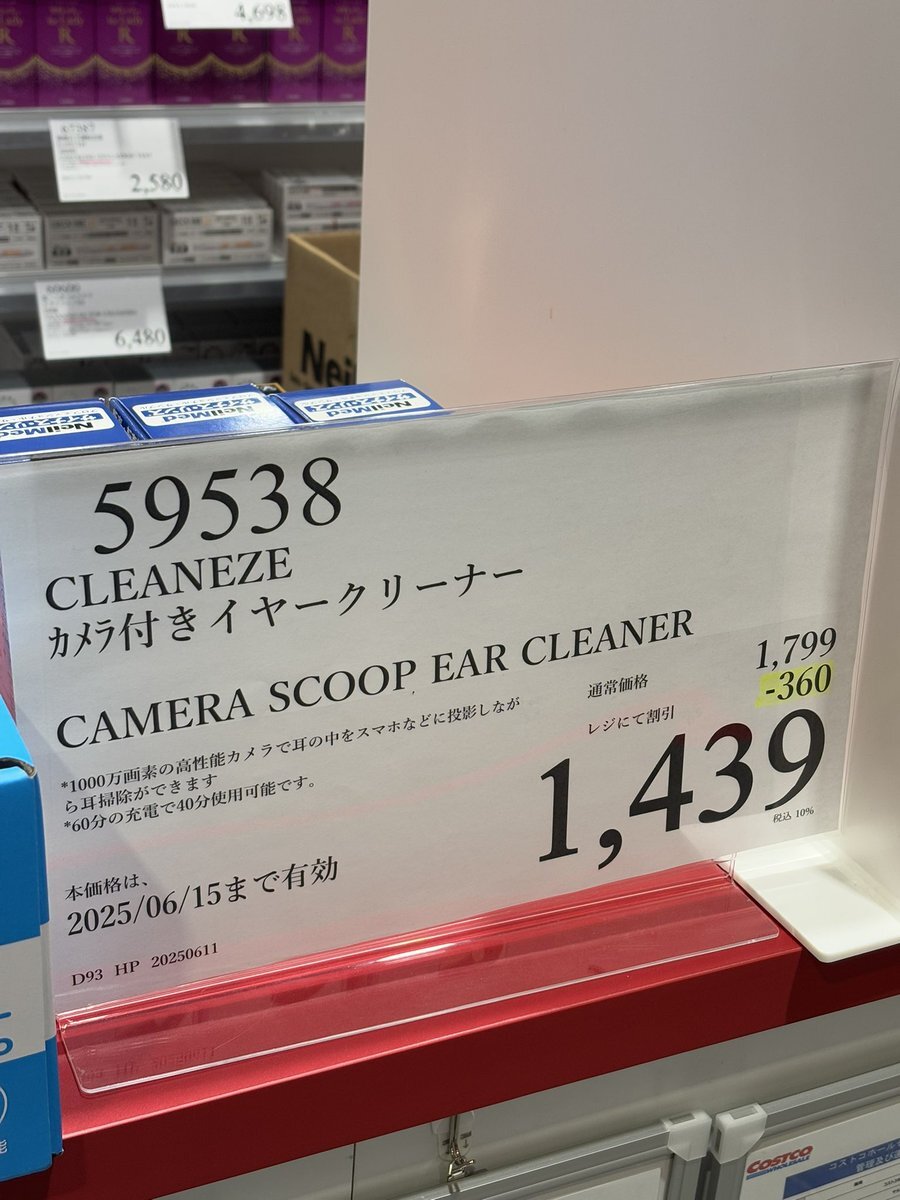 4,698
2,580
6,480
Nei
NeilMed
NeilMed
NeilMed
59538
CLEANEZE
カメラ付きイヤークリーナー
CAMERA SCOOP EAR CLEANER
*1000万画素の高性能カメラで耳の中をスマホなどに投影しなが
ら耳掃除ができます
*60分の充電で40分使用可能です。
通常価格 1,799
レジにて割引 -360
1,439
税込 10%
本価格は、
2025/06/15まで有効
D93 HP 20250611
COSTCO
WHOLESALE